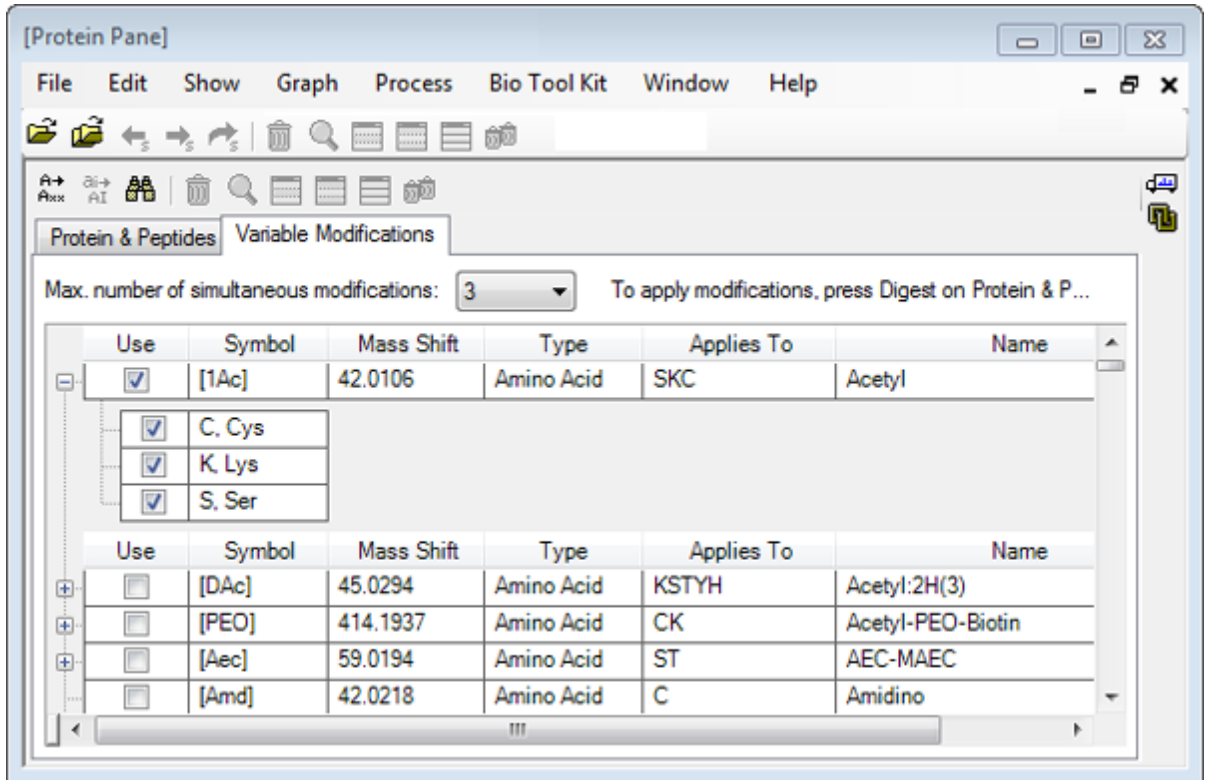 [Protein Pane]
File Edit Show Graph Process Bio Tool Kit Window Help
A→ Axx ai→ AI
Protein & Peptides Variable Modifications
Max. number of simultaneous modifications: 3 To apply modifications, press Digest on Protein & P...
Use Symbol Mass Shift Type Applies To Name
[1Ac] 42.0106 Amino Acid SKC Acetyl
C, Cys
K, Lys
S, Ser
Use Symbol Mass Shift Type Applies To Name
[DAc] 45.0294 Amino Acid KSTYH Acetyl:2H(3)
[PEO] 414.1937 Amino Acid CK Acetyl-PEO-Biotin
[Aec] 59.0194 Amino Acid ST AEC-MAEC
[Amd] 42.0218 Amino Acid C Amidino